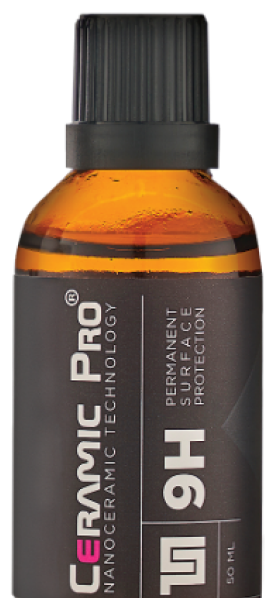 CERAMIC PRO®
NANOCERAMIC TECHNOLOGY
9H
PERMANENT
SURFACE
PROTECTION
50 ML